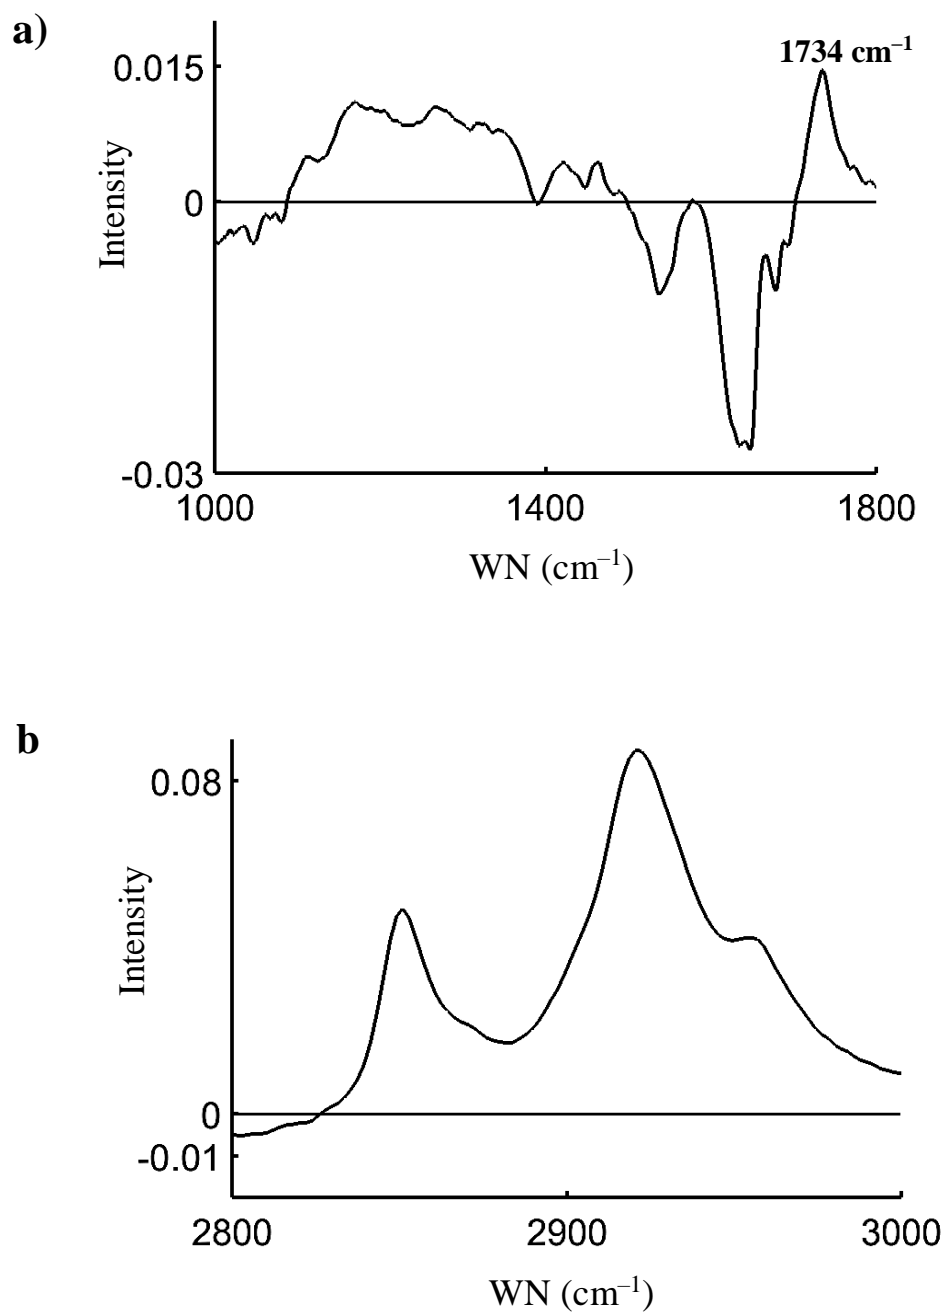 a)
1734 cm⁻¹
0.015
Intensity
0
-0.03
1000 1400 1800
WN (cm⁻¹)
b
0.08
Intensity
0
-0.01
2800 2900 3000
WN (cm⁻¹)